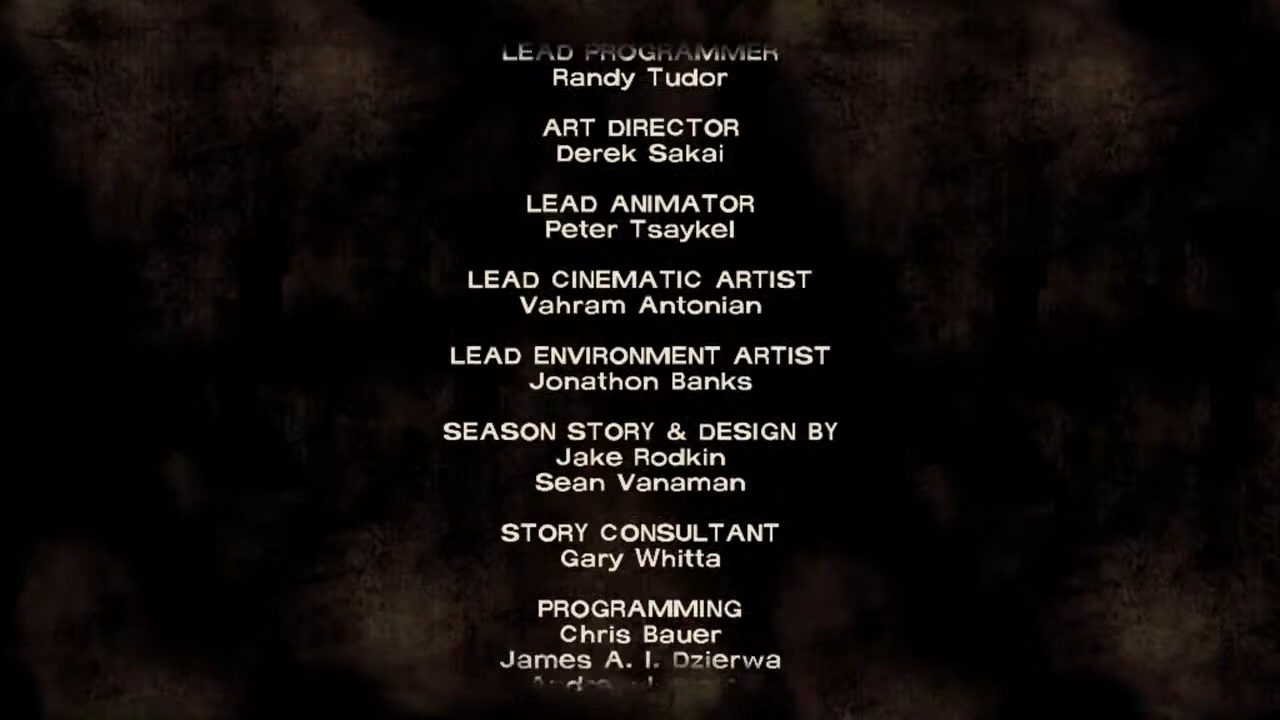 LEAD PROGRAMMER
Randy Tudor
ART DIRECTOR
Derek Sakai
LEAD ANIMATOR
Peter Tsaykel
LEAD CINEMATIC ARTIST
Vahram Antonian
LEAD ENVIRONMENT ARTIST
Jonathon Banks
SEASON STORY & DESIGN BY
Jake Rodkin
Sean Vanaman
STORY CONSULTANT
Gary Whitta
PROGRAMMING
Chris Bauer
James A. I. Dzierwa